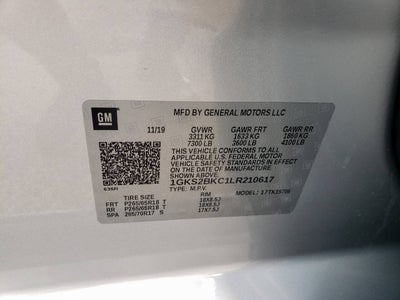 GM
MFD BY GENERAL MOTORS LLC
11/19 GVWR GAWR FRT GAWR RR
3311 KG 1633 KG 1860 KG
7300 LB 3600 LB 4100 LB
THIS VEHICLE CONFORMS TO ALL
APPLICABLE U.S. FEDERAL MOTOR
VEHICLE SAFETY STANDARDS IN
EFFECT ON THE DATE OF MANUFACTURE
SHOWN ABOVE.
1GKS2BKC1LR210617
TYPE: M.P.V. MODEL:
TIRE SIZE RIM
FRT P265/65R18 T 18X8.5J
RR P265/65R18 T 18X8.5J
SPA 265/70R17 S 17X7.5J